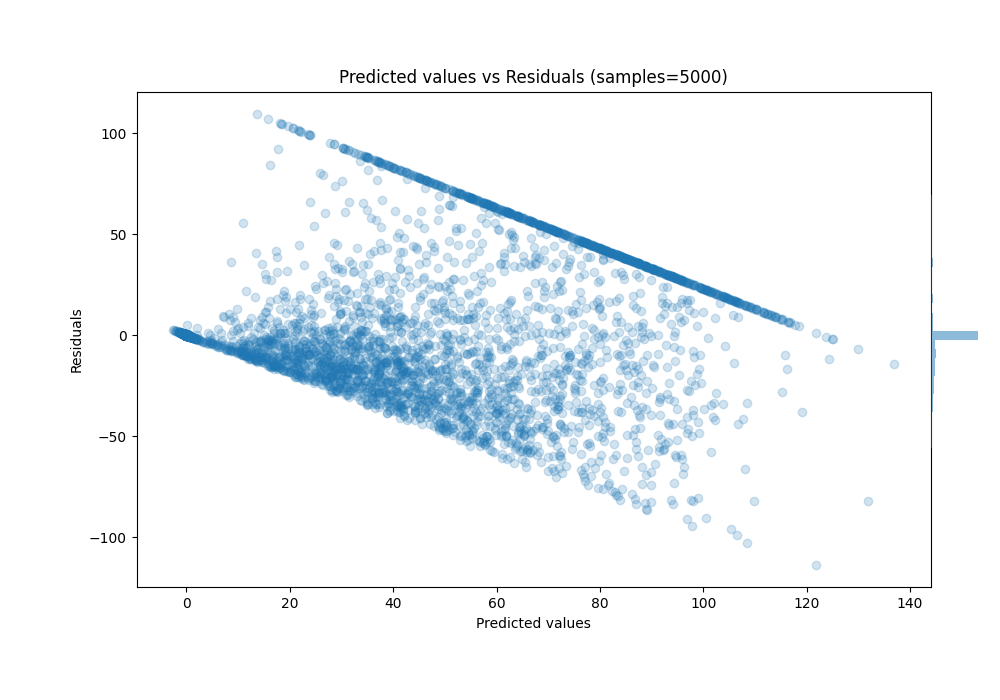 Predicted values vs Residuals (samples=5000)
100
50
0
−50
−100
Residuals
0 20 40 60 80 100 120 140
Predicted values